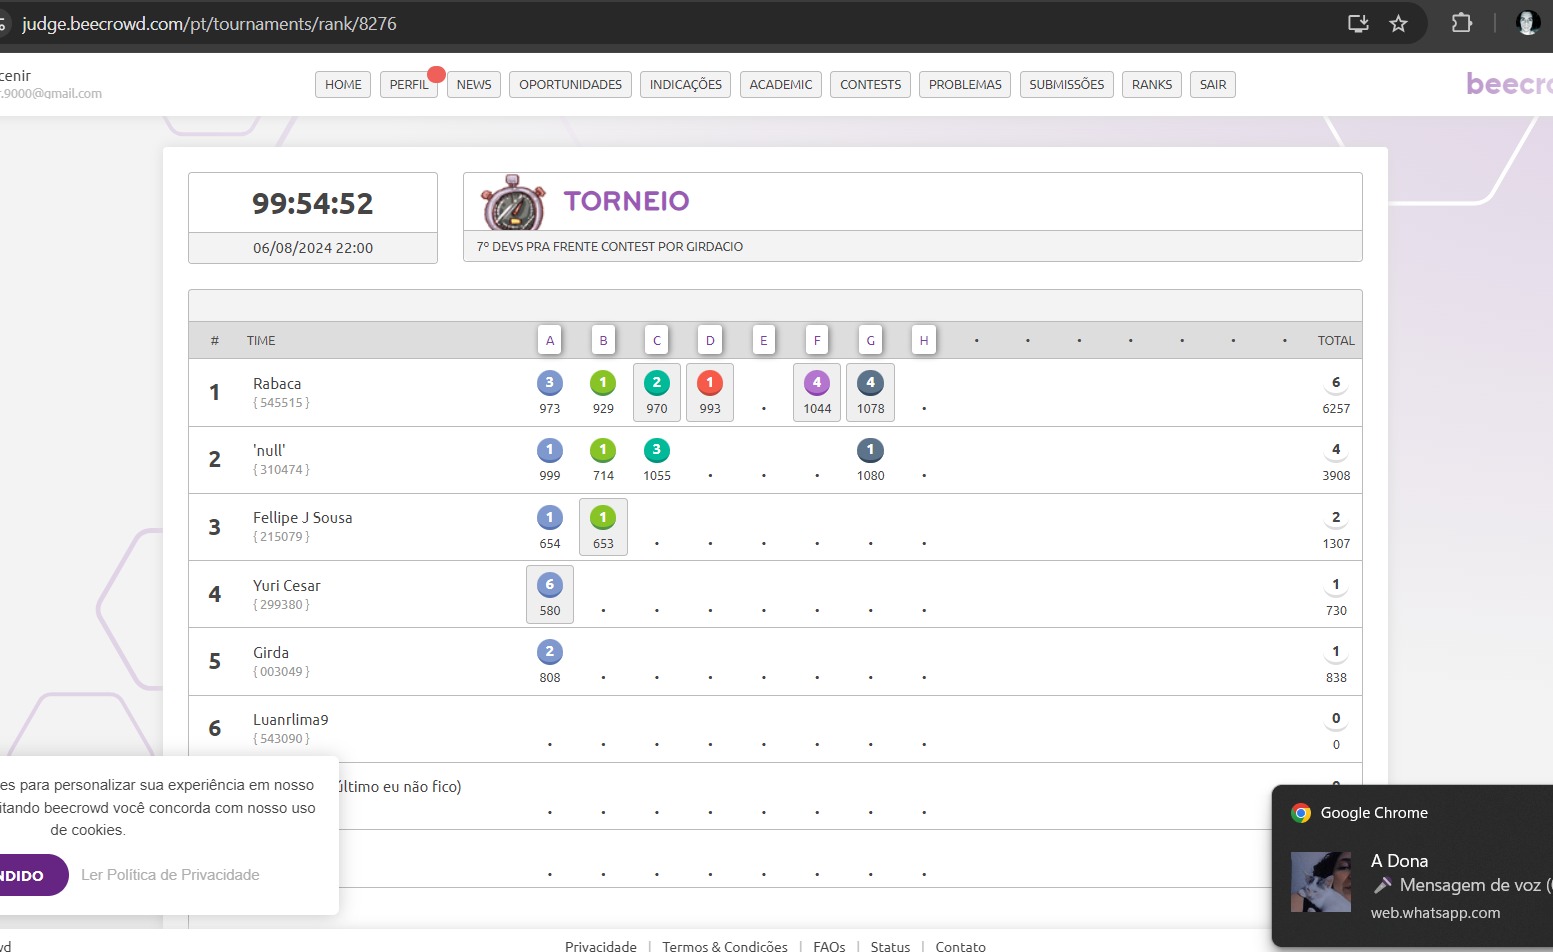 judge.beecrowd.com/pt/tournaments/rank/8276
cenir
r.9000@gmail.com
HOME PERFIL NEWS OPORTUNIDADES INDICAÇÕES ACADEMIC CONTESTS PROBLEMAS SUBMISSÕES RANKS SAIR
beecro
99:54:52
06/08/2024 22:00
TORNEIO
7º DEVS PRA FRENTE CONTEST POR GIRDACIO
# TIME A B C D E F G H . . . . . . . TOTAL
1 Rabaca 3 1 2 1 4 4 6
{ 545515 } 973 929 970 993 . 1044 1078 . 6257
2 'null' 1 1 3 1 4
{ 310474 } 999 714 1055 . . . 1080 . 3908
3 Fellipe J Sousa 1 1 2
{ 215079 } 654 653 . . . . . . 1307
4 Yuri Cesar 6 1
{ 299380 } 580 . . . . . . . 730
5 Girda 2 1
{ 003049 } 808 . . . . . . . 838
6 Luanrlima9 0
{ 543090 } . . . . . . . . 0
último eu não fico)
. . . . . . . .
. . . . . . . .
es para personalizar sua experiência em nosso
itando beecrowd você concorda com nosso uso
de cookies.
NDIDO Ler Política de Privacidade
Google Chrome
A Dona
Mensagem de voz (
web.whatsapp.com
wd
Privacidade | Termos & Condições | FAQs | Status | Contato